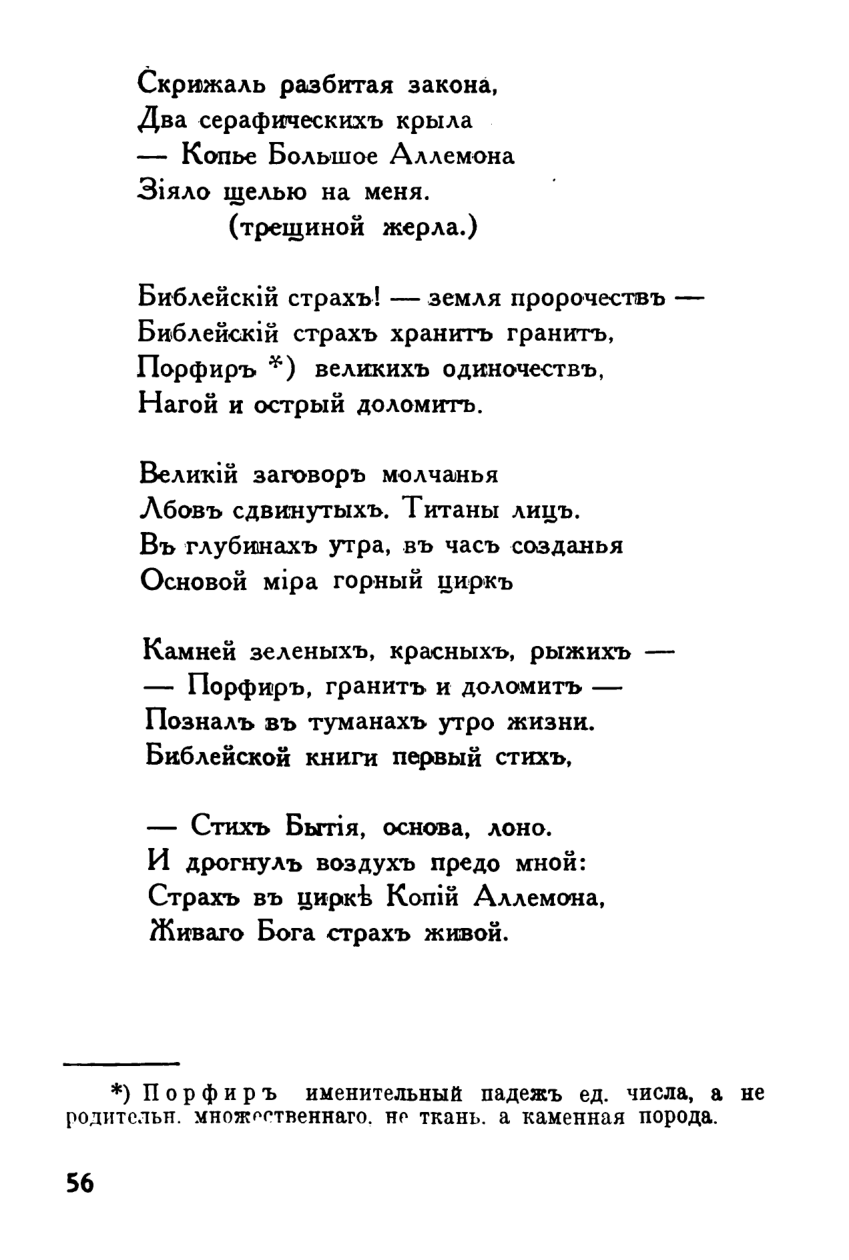 Скрижаль разбитая закона,
Два серафическихъ крыла
— Копье Большое Аллемона
Зіяло щелью на меня.
(трещиной жерла.)
Библейскій страхъ! — земля пророчествъ —
Библейскій страхъ хранитъ гранитъ,
Порфиръ *) великихъ одиночествъ,
Нагой и острый доломитъ.
Великій заговоръ молчанья
Лбовъ сдвинутыхъ. Титаны лицъ.
Въ глубинахъ утра, въ часъ созданья
Основой міра горный циркъ
Камней зеленыхъ, красныхъ, рыжихъ —
— Порфиръ, гранитъ и доломитъ —
Позналъ въ туманахъ утро жизни.
Библейской книги первый стихъ,
— Стихъ Бытія, основа, лоно.
И дрогнулъ воздухъ предо мной:
Страхъ въ циркѣ Копій Аллемона,
Живаго Бога страхъ живой.
*) Порфиръ именительный падежъ ед. числа, а не
родительн. множественнаго. не ткань. а каменная порода.
56